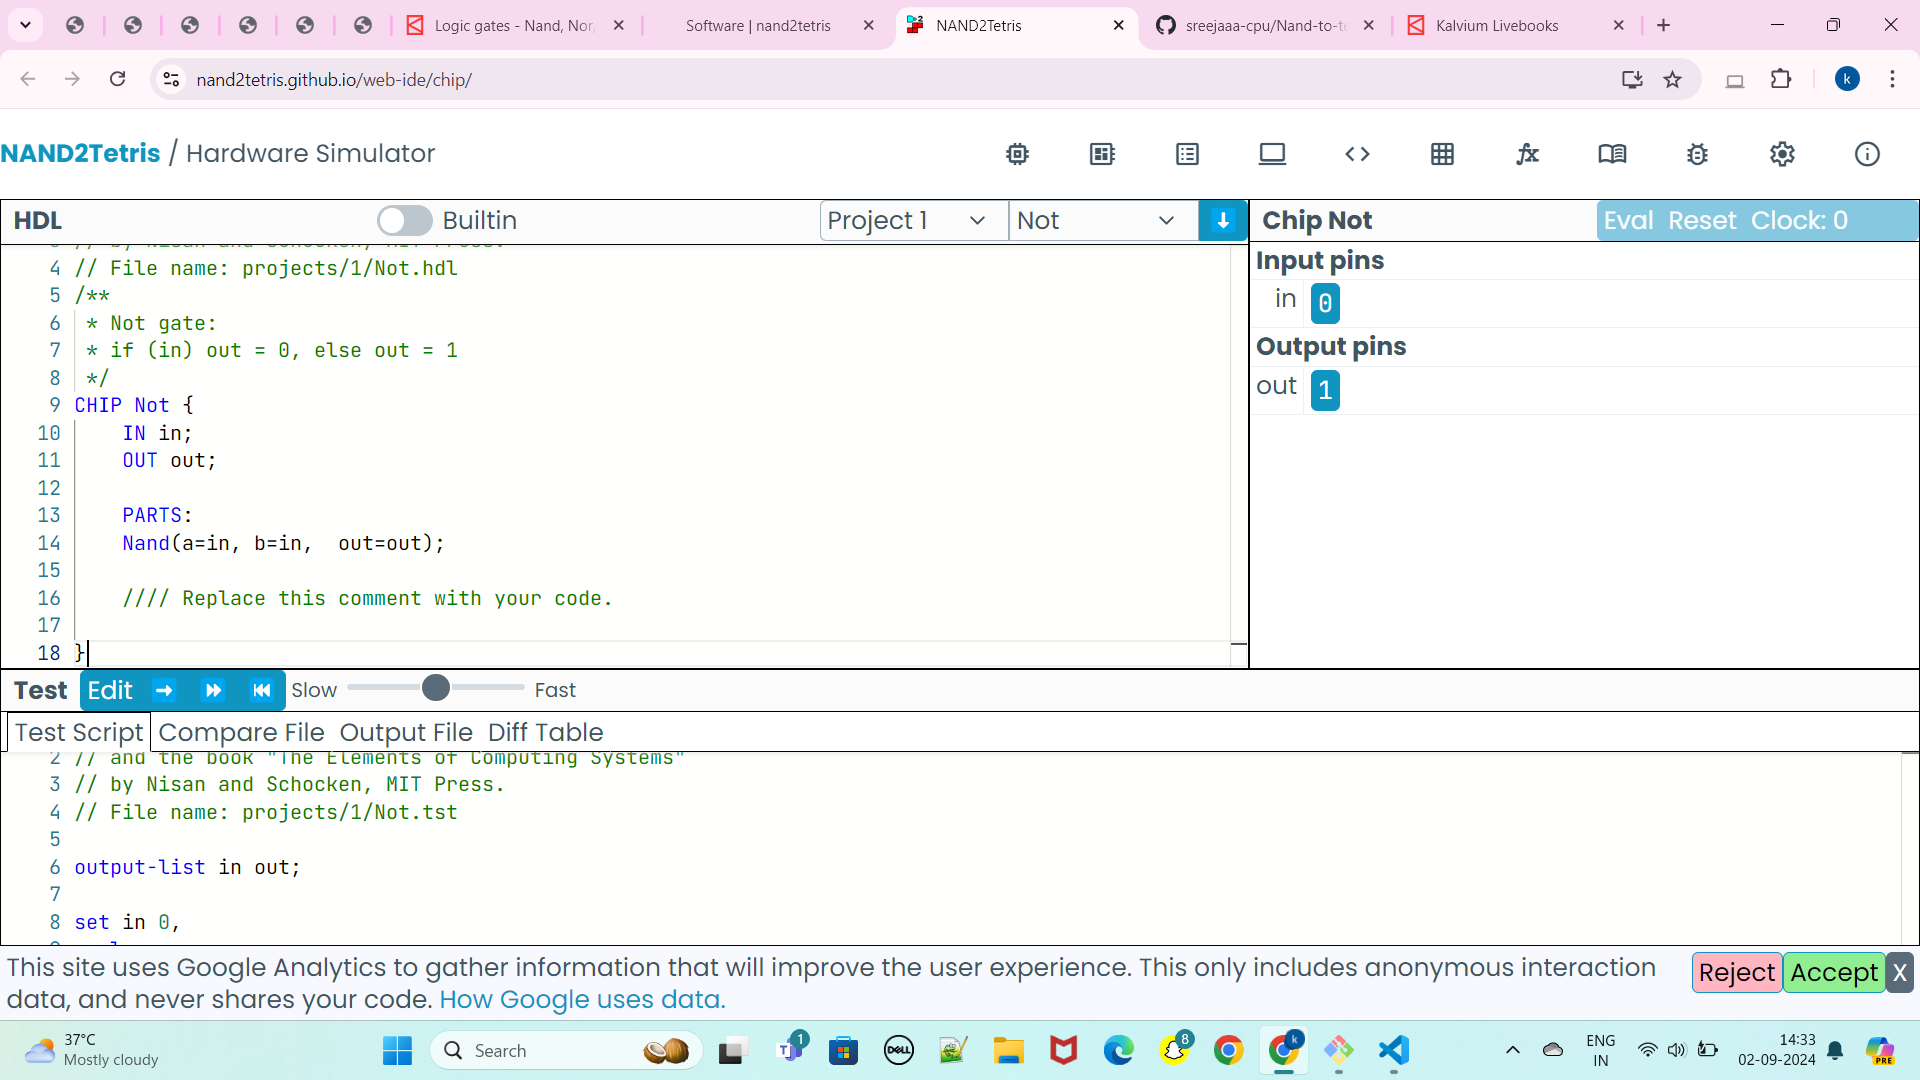 Logic gates - Nand, Nor,
Software | nand2tetris
NAND2Tetris
sreejaaa-cpu/Nand-to-te
Kalvium Livebooks
nand2tetris.github.io/web-ide/chip/
k
NAND2Tetris / Hardware Simulator
HDL
Builtin
Project 1
Not
Chip Not
Eval Reset Clock: 0
4 // File name: projects/1/Not.hdl
5 /**
6 * Not gate:
7 * if (in) out = 0, else out = 1
8 */
9 CHIP Not {
10 IN in;
11 OUT out;
12
13 PARTS:
14 Nand(a=in, b=in,  out=out);
15
16 //// Replace this comment with your code.
17
18 }
Input pins
in 0
Output pins
out 1
Test Edit Slow Fast
Test Script Compare File Output File Diff Table
2 // and the book "The Elements of Computing Systems"
3 // by Nisan and Schocken, MIT Press.
4 // File name: projects/1/Not.tst
5
6 output-list in out;
7
8 set in 0,
This site uses Google Analytics to gather information that will improve the user experience. This only includes anonymous interaction
data, and never shares your code. How Google uses data.
Reject Accept X
37°C
Mostly cloudy
Search
1
DELL
8
k
ENG
IN
14:33
02-09-2024
PRE